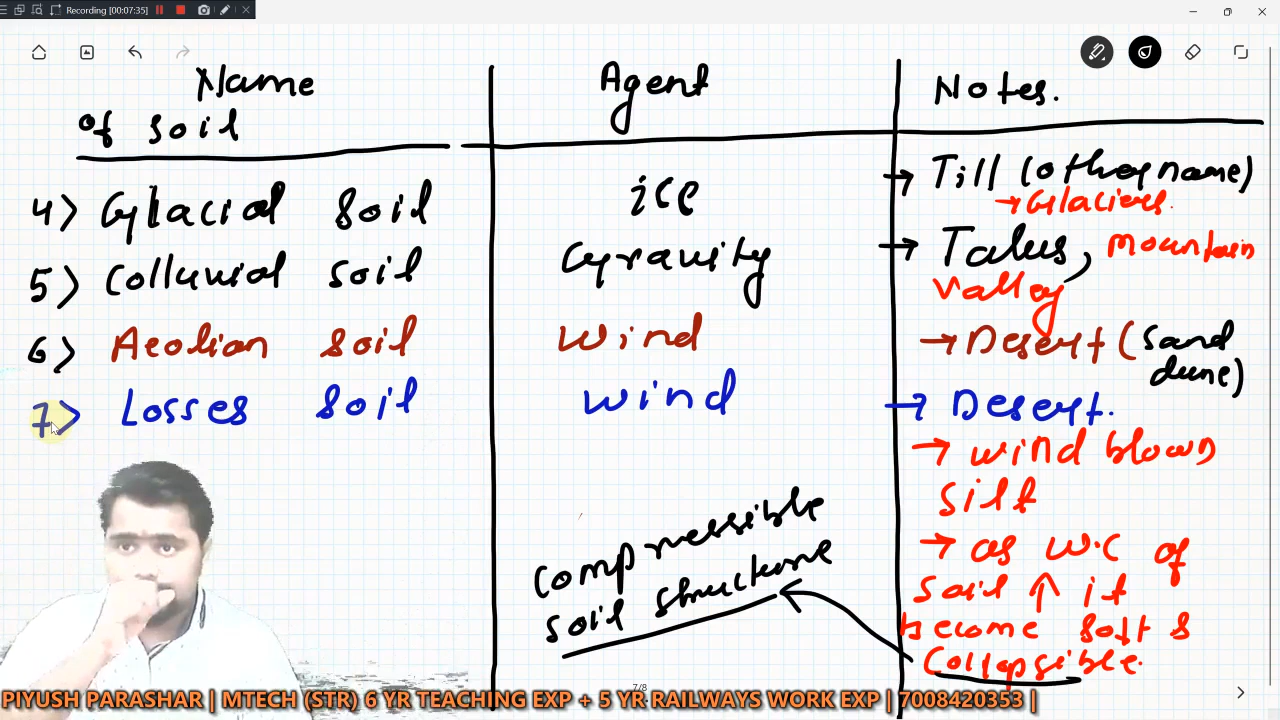 Recording [00:07:35]
Name
of soil
Agent
Notes.
4) Glacial soil
ice
→ Till (other name)
→ Glaciers.
5) Colluvial soil
Gravity
→ Talus, Mountain
Valley
6) Aeolian soil
Wind
→ Desert (Sand
dune)
7) Losses soil
Wind
→ Desert.
→ wind blown
silt
→ as W.C of
soil ↑ it
become soft &
Collapsible.
Compressible
soil structure
7/8
PIYUSH PARASHAR | MTECH (STR) 6 YR TEACHING EXP + 5 YR RAILWAYS WORK EXP | 7008420353 |